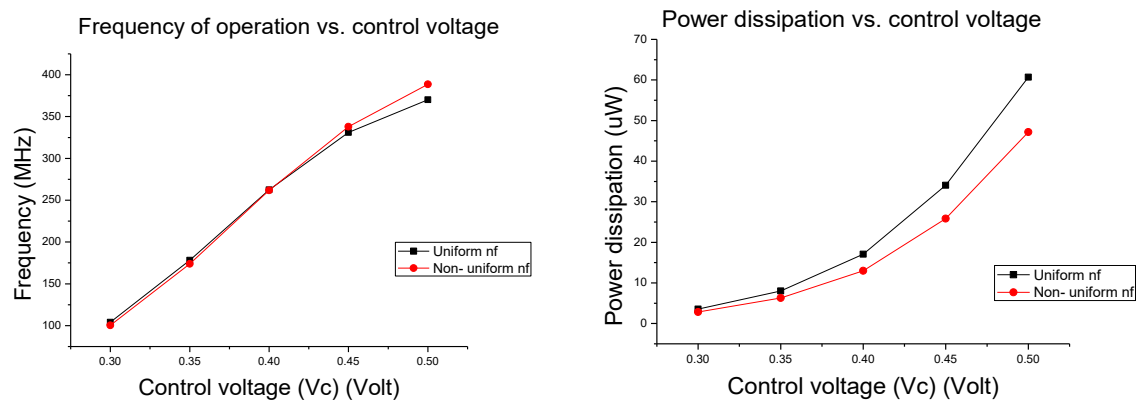 Frequency of operation vs. control voltage
400
350
300
250
200
150
100
Frequency (MHz)
Uniform nf
Non- uniform nf
0.30 0.35 0.40 0.45 0.50
Control voltage (Vc) (Volt)
Power dissipation vs. control voltage
70
60
50
40
30
20
10
0
Power dissipation (uW)
Uniform nf
Non- uniform nf
0.30 0.35 0.40 0.45 0.50
Control voltage (Vc) (Volt)